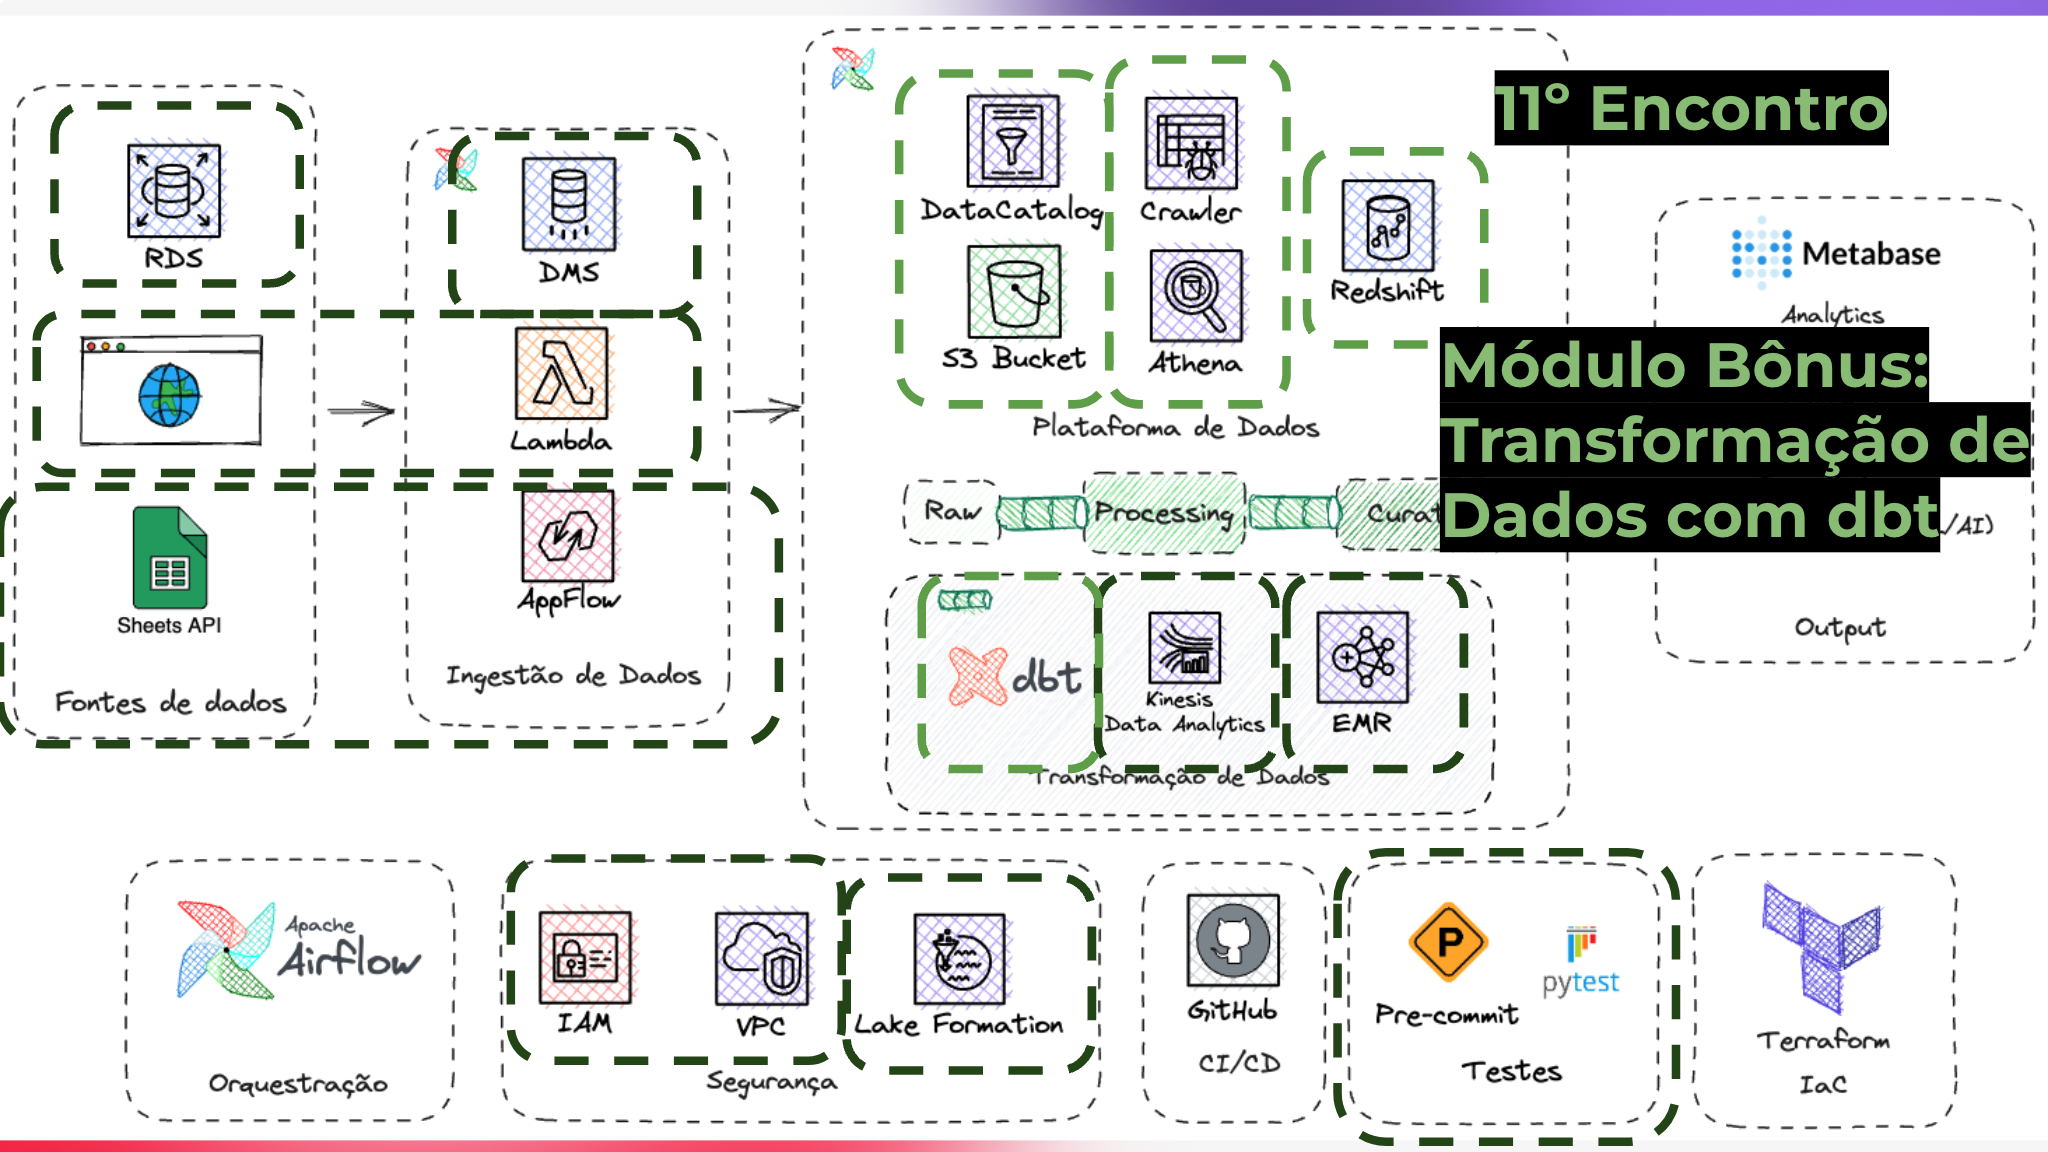 11º Encontro
RDS
Sheets API
Fontes de dados
DMS
Lambda
AppFlow
Ingestão de Dados
DataCatalog
Crawler
S3 Bucket
Athena
Redshift
Plataforma de Dados
Raw
Processing
Curat
Metabase
Analytics
Módulo Bônus:
Transformação de
Dados com dbt
/AI)
Output
dbt
Kinesis
Data Analytics
EMR
Transformação de Dados
Apache
Airflow
Orquestração
IAM
VPC
Lake Formation
Segurança
GitHub
CI/CD
P
Pre-commit
pytest
Testes
Terraform
IaC